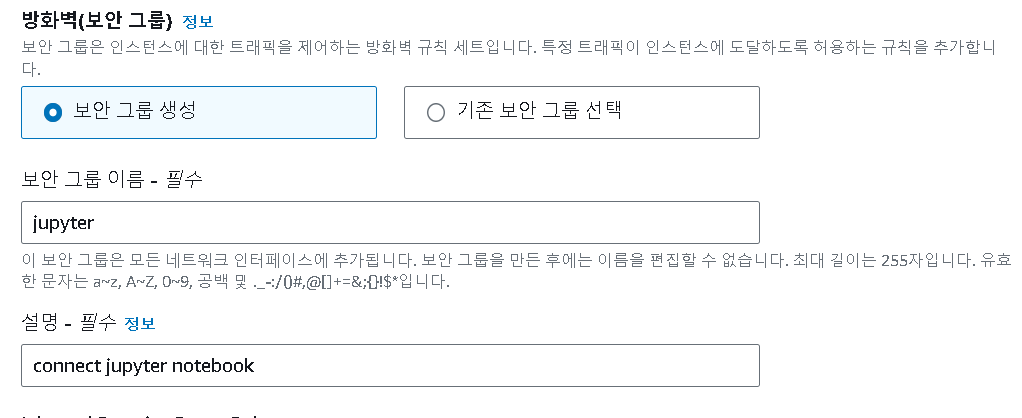 방화벽(보안 그룹) 정보
보안 그룹은 인스턴스에 대한 트래픽을 제어하는 방화벽 규칙 세트입니다. 특정 트래픽이 인스턴스에 도달하도록 허용하는 규칙을 추가합니
다.
보안 그룹 생성
기존 보안 그룹 선택
보안 그룹 이름 - 필수
jupyter
이 보안 그룹은 모든 네트워크 인터페이스에 추가됩니다. 보안 그룹을 만든 후에는 이름을 편집할 수 없습니다. 최대 길이는 255자입니다. 유효
한 문자는 a~z, A~Z, 0~9, 공백 및 ._-:/()#,@[]+=&;{}!$*입니다.
설명 - 필수 정보
connect jupyter notebook